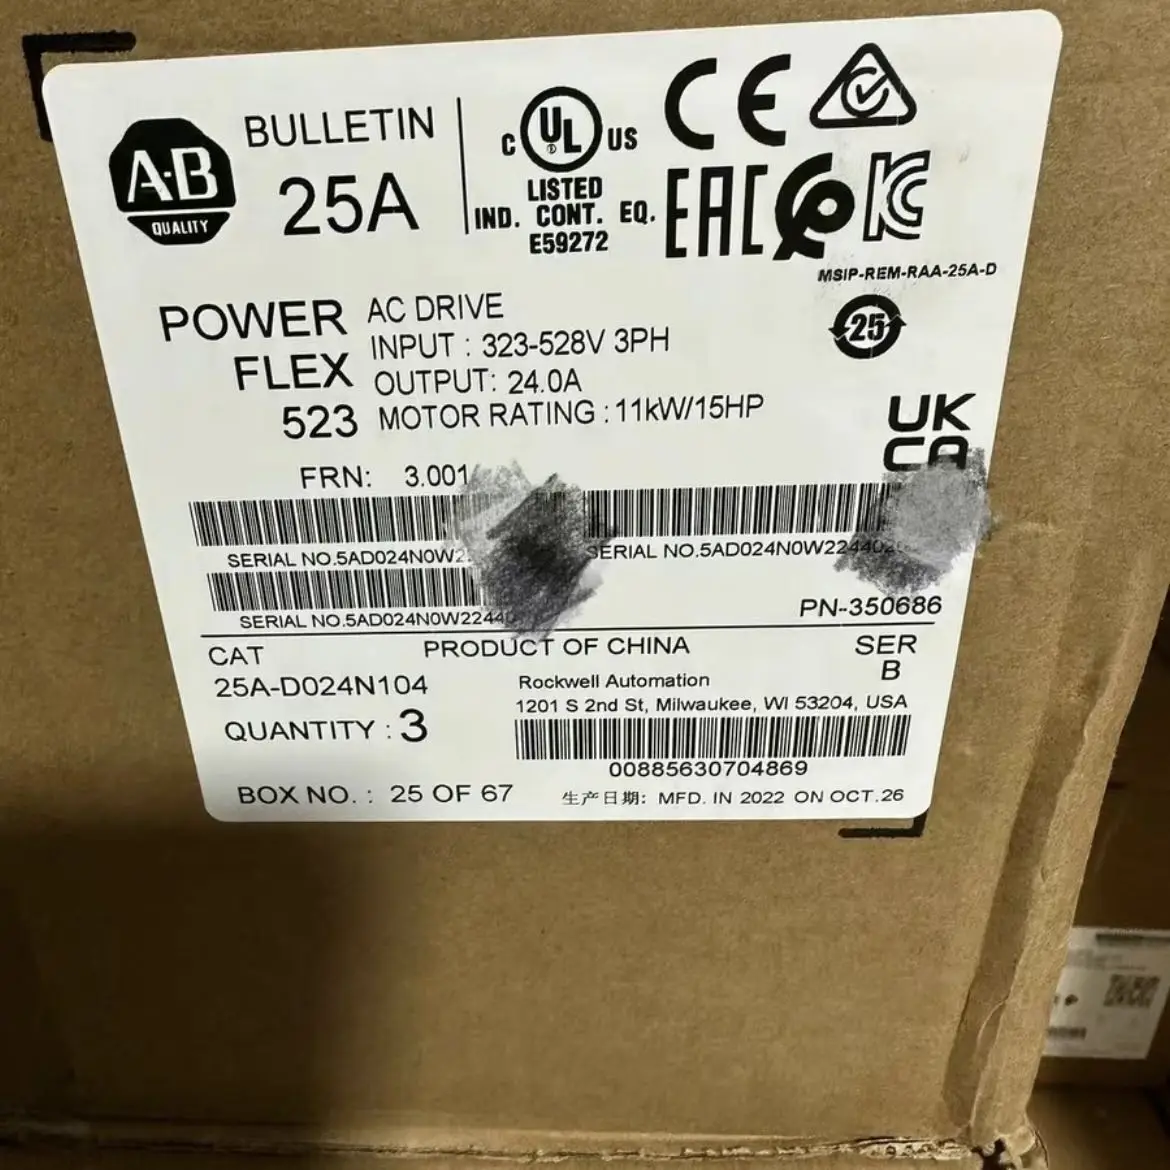 A·B
QUALITY
BULLETIN
25A
C UL US
LISTED
IND. CONT. EQ.
E59272
CE
EAC
KC
MSIP-REM-RAA-25A-D
25
UK
CA
POWER
FLEX
523
AC DRIVE
INPUT : 323-528V 3PH
OUTPUT: 24.0A
MOTOR RATING : 11kW/15HP
FRN: 3.001
SERIAL NO.5AD024N0W2
SERIAL NO.5AD024N0W22440
SERIAL NO.5AD024N0W2244
PN-350686
CAT
25A-D024N104
PRODUCT OF CHINA
SER
B
QUANTITY : 3
Rockwell Automation
1201 S 2nd St, Milwaukee, WI 53204, USA
00885630704869
BOX NO. : 25 OF 67
生产日期: MFD. IN 2022 ON OCT.26